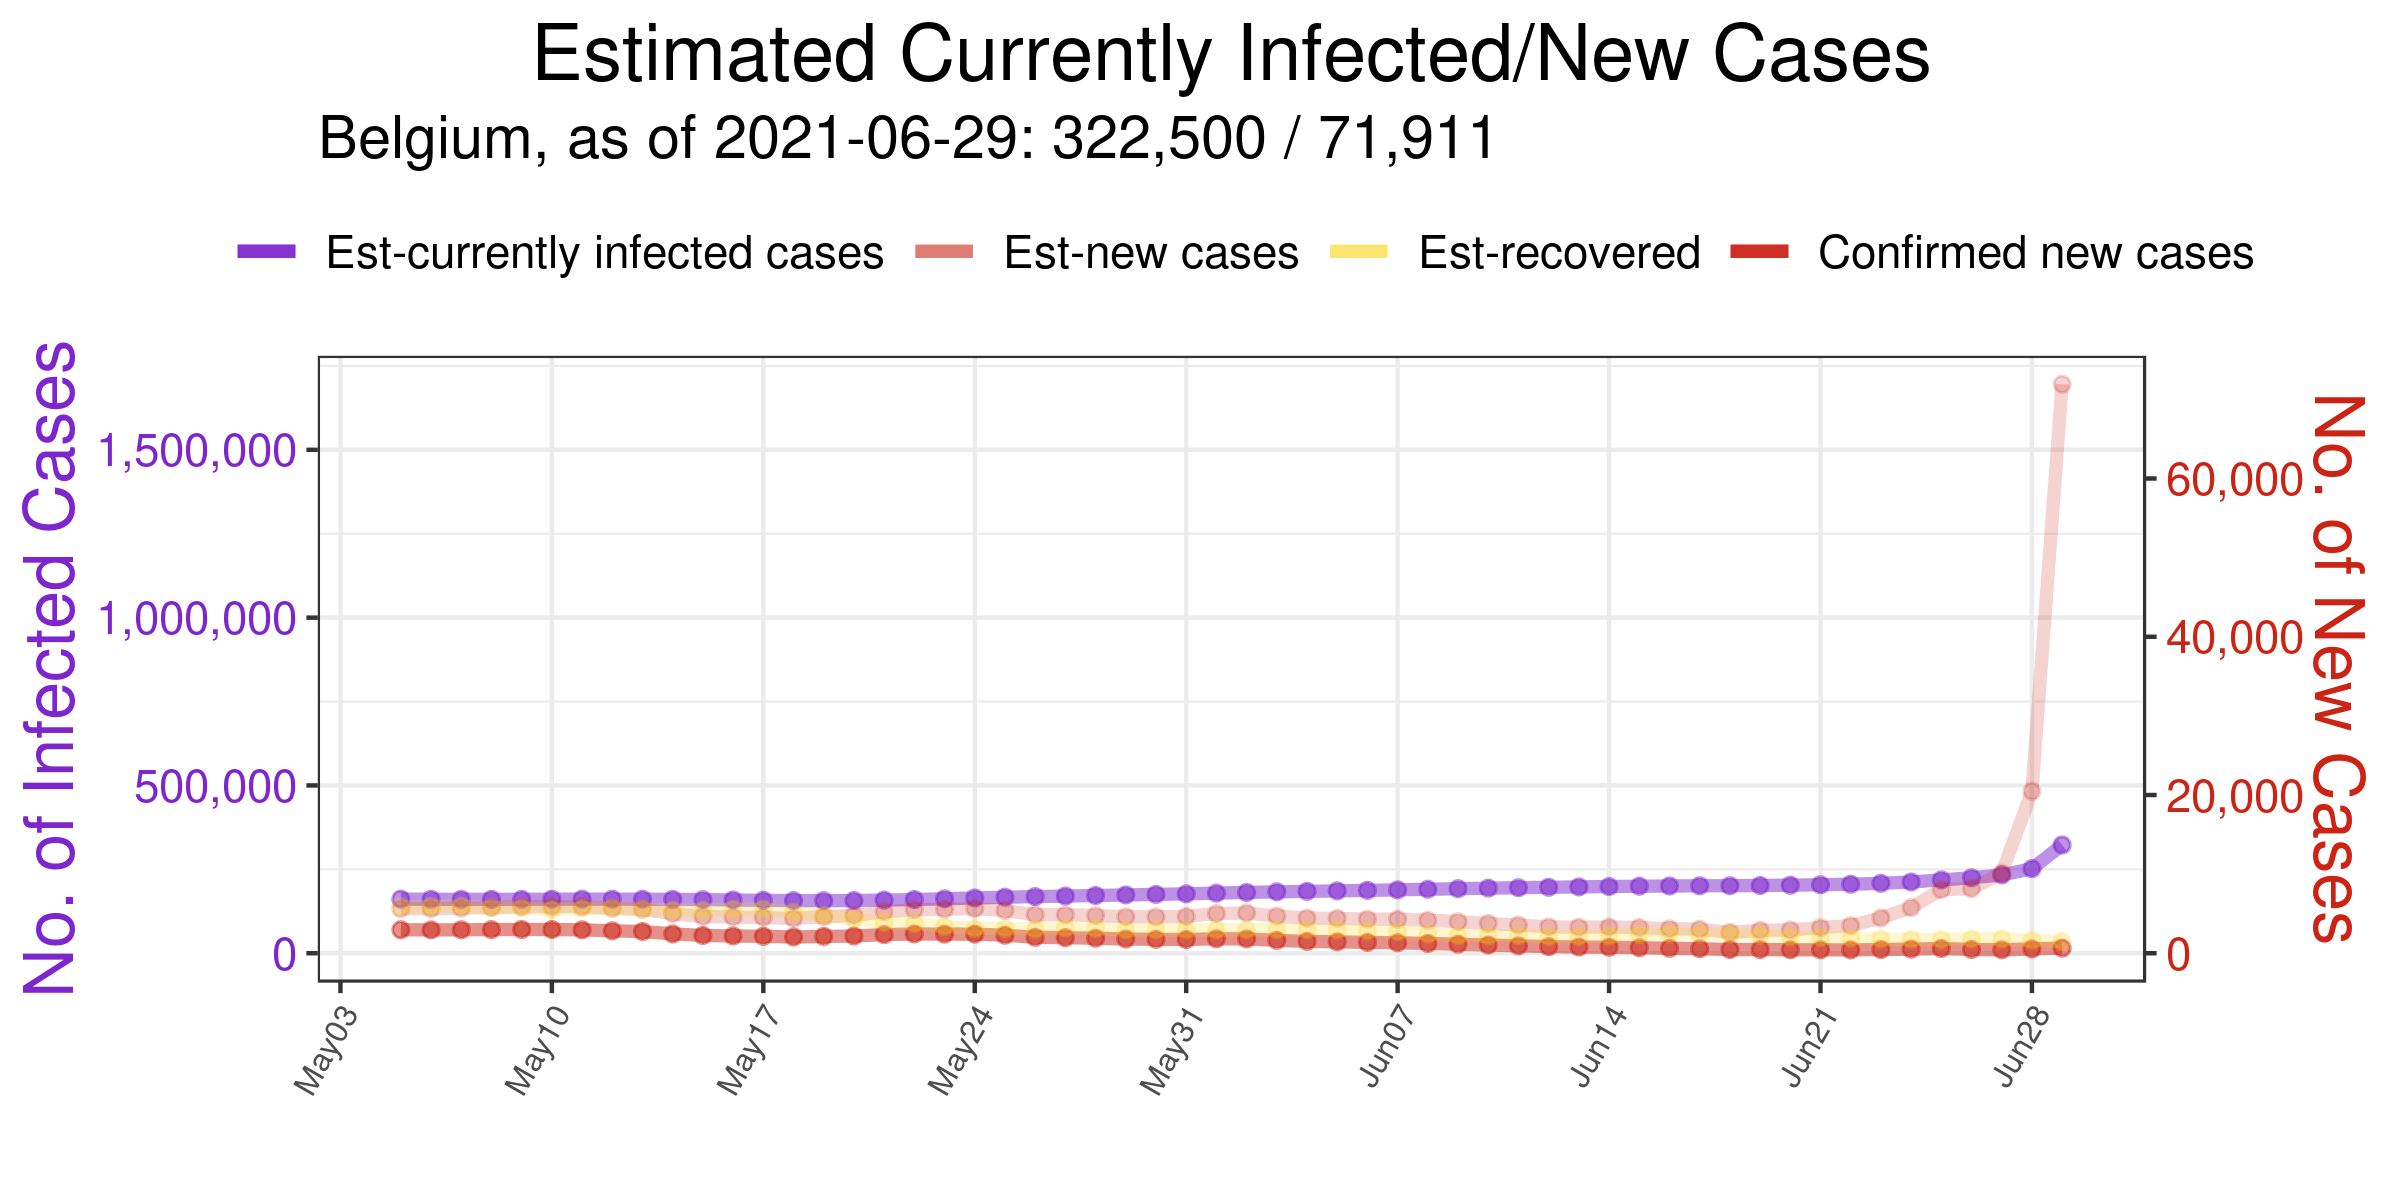 Estimated Currently Infected/New Cases
Belgium, as of 2021-06-29: 322,500 / 71,911
Est-currently infected cases Est-new cases Est-recovered Confirmed new cases
No. of Infected Cases
1,500,000
1,000,000
500,000
0
60,000
40,000
20,000
0
No. of New Cases
May03 May10 May17 May24 May31 Jun07 Jun14 Jun21 Jun28